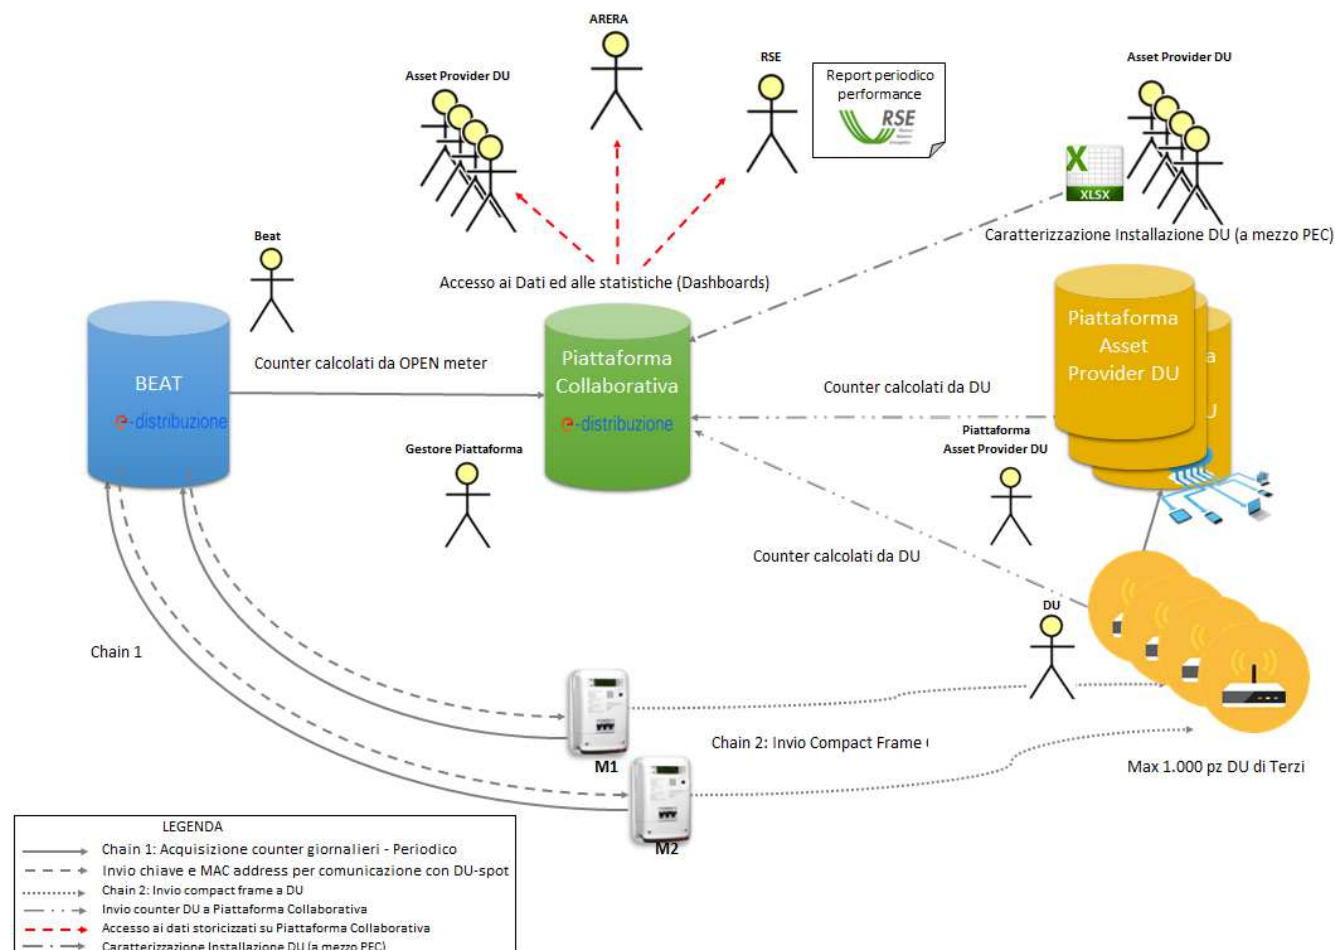 ARERA
RSE
Asset Provider DU
Report periodico
performance
RSE
Asset Provider DU
X
XLSX
Caratterizzazione Installazione DU (a mezzo PEC)
Beat
Accesso ai Dati ed alle statistiche (Dashboards)
Piattaforma
Asset
Provider DU
a
U
BEAT
e-distribuzione
Counter calcolati da OPEN meter
Piattaforma
Collaborativa
e-distribuzione
Counter calcolati da DU
Gestore Piattaforma
Piattaforma
Asset Provider DU
Counter calcolati da DU
DU
Chain 1
M1
Chain 2: Invio Compact Frame
M2
Max 1.000 pz DU di Terzi
LEGENDA
Chain 1: Acquisizione counter giornalieri - Periodico
Invio chiave e MAC address per comunicazione con DU-spot
Chain 2: Invio compact frame a DU
Invio counter DU a Piattaforma Collaborativa
Accesso ai dati storicizzati su Piattaforma Collaborativa
Caratterizzazione Installazione DU (a mezzo PEC)